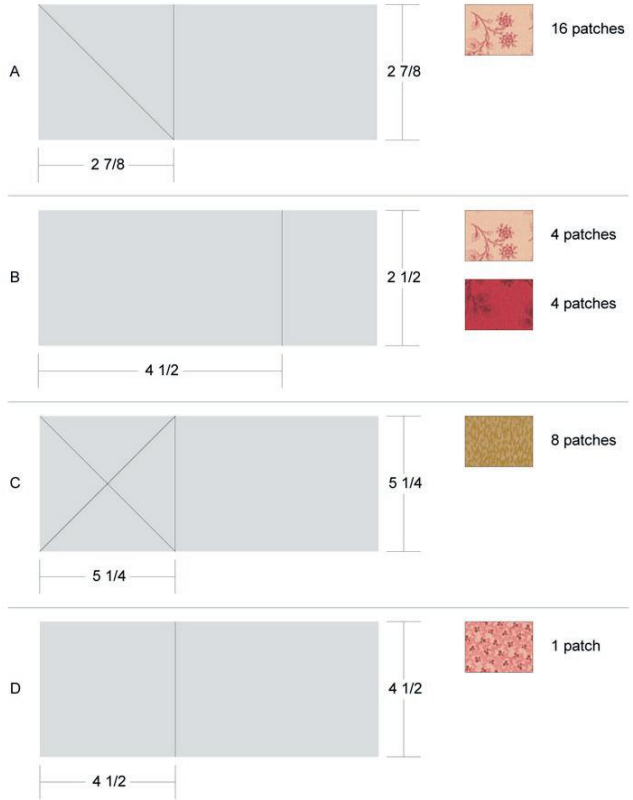 16 patches
A
2 7/8
2 7/8
4 patches
B
2 1/2
4 patches
4 1/2
8 patches
C
5 1/4
5 1/4
1 patch
D
4 1/2
4 1/2